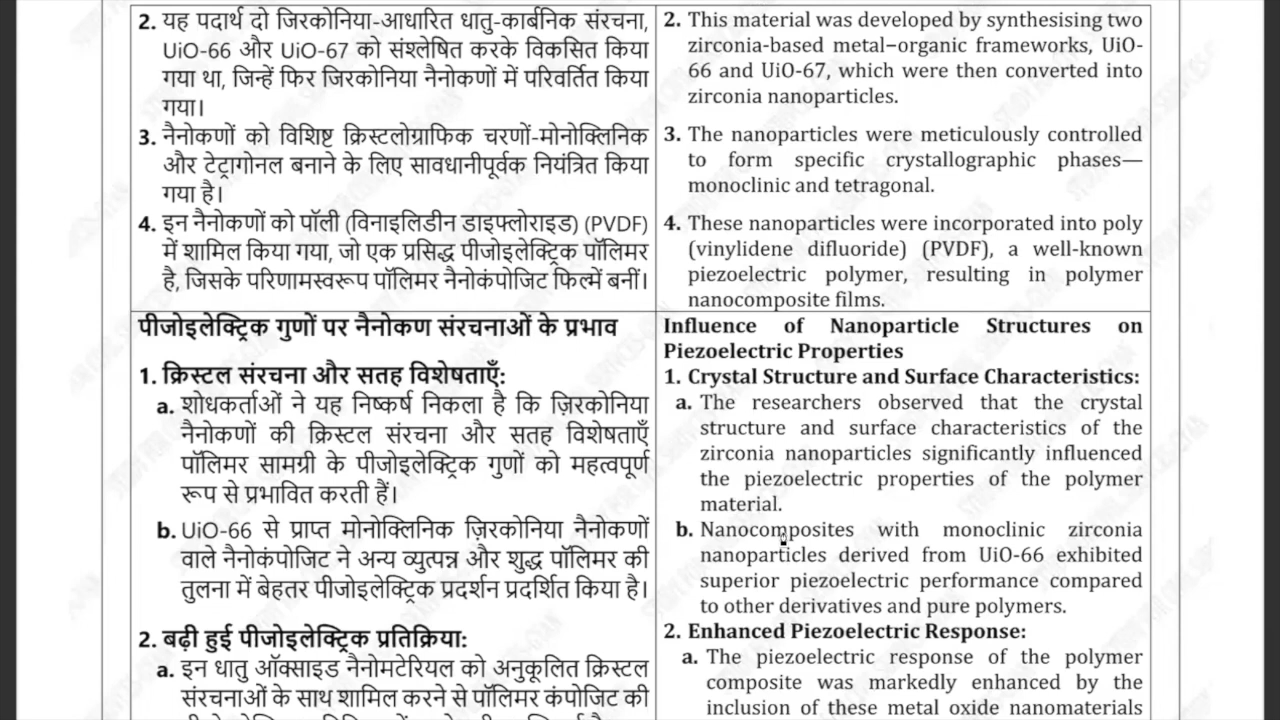 2. यह पदार्थ दो जिरकोनिया-आधारित धातु-कार्बनिक संरचना,
UiO-66 और UiO-67 को संश्लेषित करके विकसित किया
गया था, जिन्हें फिर जिरकोनिया नैनोकणों में परिवर्तित किया
गया।
3. नैनोकणों को विशिष्ट क्रिस्टलोग्राफिक चरणों-मोनोक्लिनिक
और टेट्रागोनल बनाने के लिए सावधानीपूर्वक नियंत्रित किया
गया है।
4. इन नैनोकणों को पॉली (विनाइलिडीन डाइफ्लोराइड) (PVDF)
में शामिल किया गया, जो एक प्रसिद्ध पीजोइलेक्ट्रिक पॉलिमर
है, जिसके परिणामस्वरूप पॉलिमर नैनोकंपोजिट फिल्में बनीं।
2. This material was developed by synthesising two
zirconia-based metal–organic frameworks, UiO-
66 and UiO-67, which were then converted into
zirconia nanoparticles.
3. The nanoparticles were meticulously controlled
to form specific crystallographic phases—
monoclinic and tetragonal.
4. These nanoparticles were incorporated into poly
(vinylidene difluoride) (PVDF), a well-known
piezoelectric polymer, resulting in polymer
nanocomposite films.
पीजोइलेक्ट्रिक गुणों पर नैनोकण संरचनाओं के प्रभाव
1. क्रिस्टल संरचना और सतह विशेषताएँ:
a. शोधकर्ताओं ने यह निष्कर्ष निकला है कि ज़िरकोनिया
नैनोकणों की क्रिस्टल संरचना और सतह विशेषताएँ
पॉलिमर सामग्री के पीजोइलेक्ट्रिक गुणों को महत्वपूर्ण
रूप से प्रभावित करती हैं।
b. UiO-66 से प्राप्त मोनोक्लिनिक ज़िरकोनिया नैनोकणों
वाले नैनोकंपोजिट ने अन्य व्युत्पन्न और शुद्ध पॉलिमर की
तुलना में बेहतर पीजोइलेक्ट्रिक प्रदर्शन प्रदर्शित किया है।
2. बढ़ी हुई पीजोइलेक्ट्रिक प्रतिक्रिया:
a. इन धातु ऑक्साइड नैनोमटेरियल को अनुकूलित क्रिस्टल
संरचनाओं के साथ शामिल करने से पॉलिमर कंपोजिट की
Influence of Nanoparticle Structures on
Piezoelectric Properties
1. Crystal Structure and Surface Characteristics:
a. The researchers observed that the crystal
structure and surface characteristics of the
zirconia nanoparticles significantly influenced
the piezoelectric properties of the polymer
material.
b. Nanocomposites with monoclinic zirconia
nanoparticles derived from UiO-66 exhibited
superior piezoelectric performance compared
to other derivatives and pure polymers.
2. Enhanced Piezoelectric Response:
a. The piezoelectric response of the polymer
composite was markedly enhanced by the
inclusion of these metal oxide nanomaterials